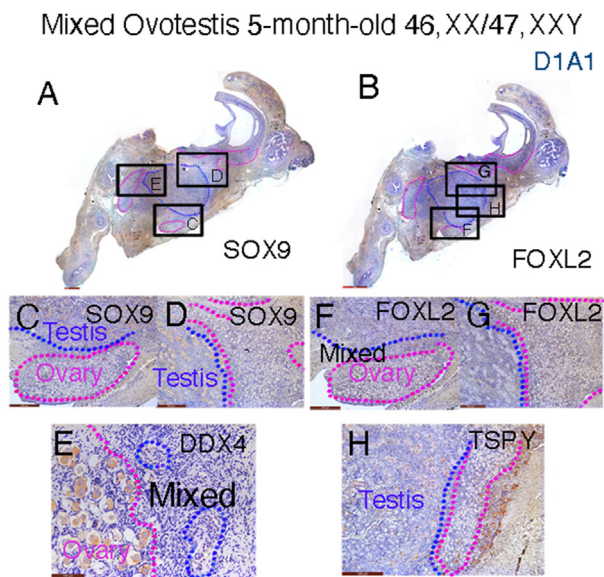 Mixed Ovotestis 5-month-old 46, XX/47, XXY
D1A1
A
B
E
D
C
G
H
F
SOX9
FOXL2
C
SOX9
Testis
Ovary
D
SOX9
Testis
F
FOXL2
Mixed
Ovary
G
FOXL2
E
DDX4
Mixed
Ovary
H
TSPY
Testis